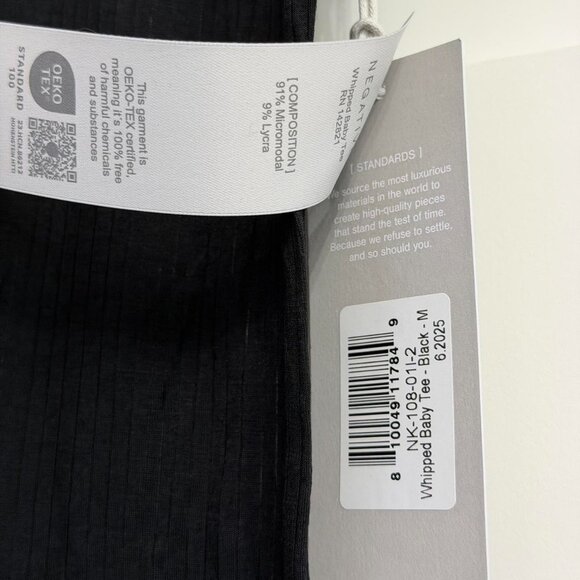 NEGATIV
Whipped Baby Tee
RN 142821
[ COMPOSITION ]
91% Micromodal
9% Lycra
This garment is
OEKO-TEX certified,
meaning it's 100% free
of harmful chemicals
and substances
OEKO
TEX
STANDARD
100
[ STANDARDS ]
We source the most luxurious
materials in the world to
create high-quality pieces
that stand the test of time.
Because we refuse to settle,
and so should you.
8 10049 11784 9
NK-108-01I-2
Whipped Baby Tee - Black - M
6.2025